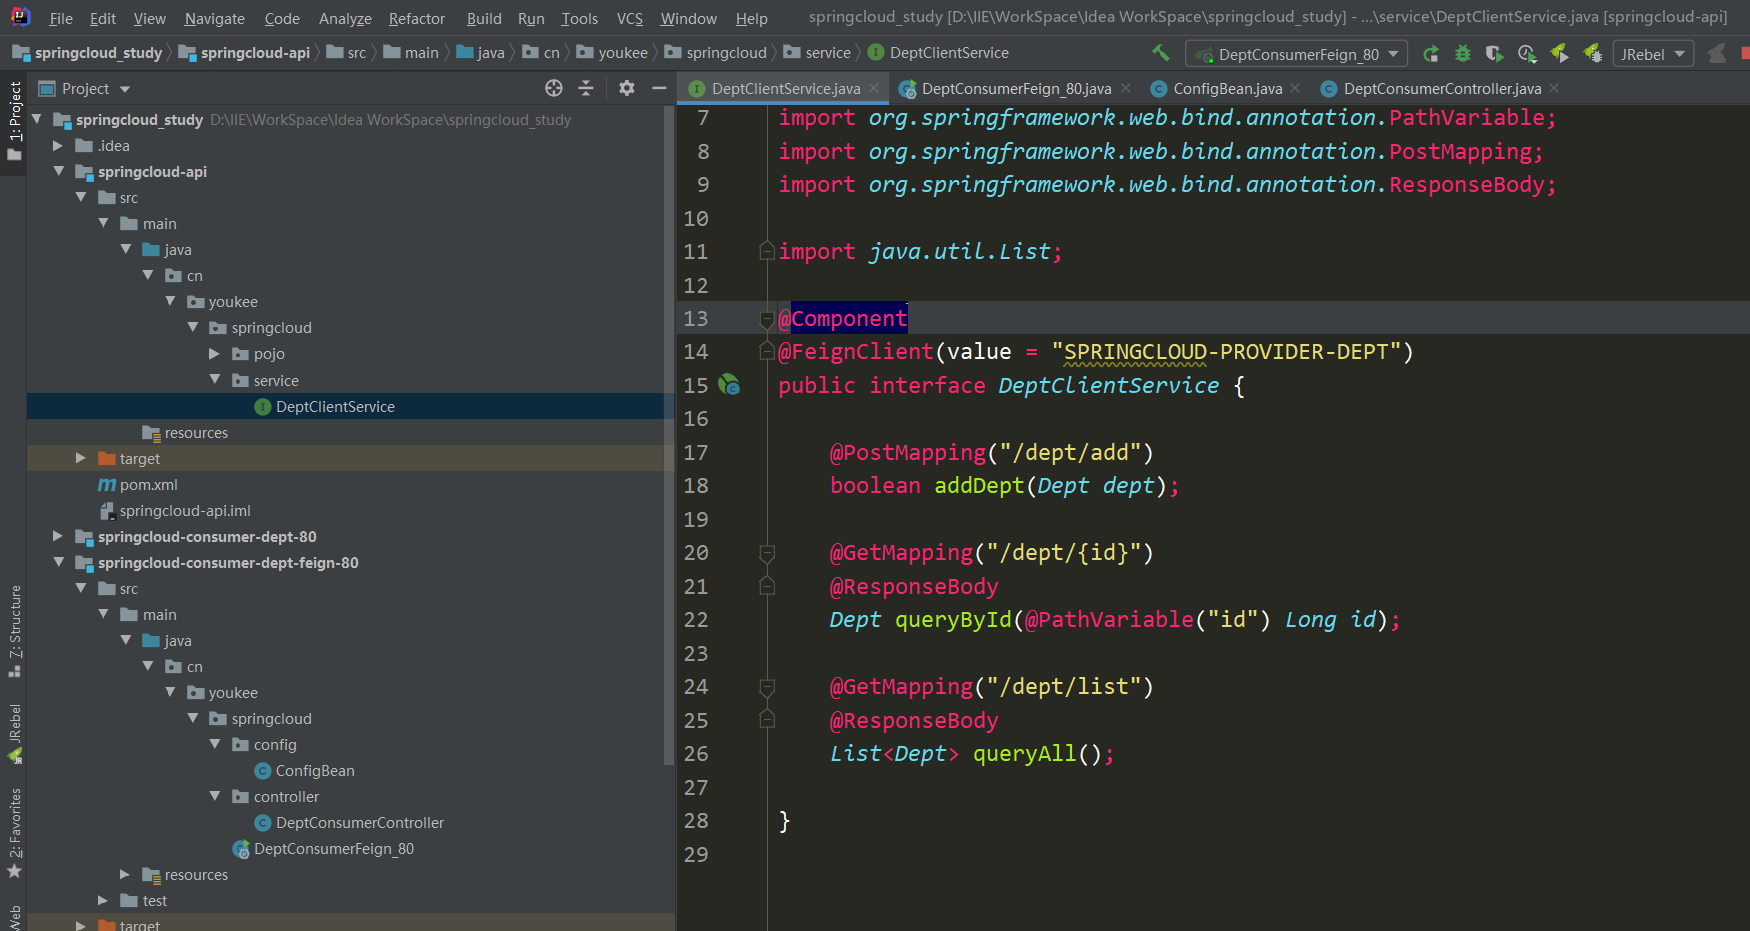 File Edit View Navigate Code Analyze Refactor Build Run Tools VCS Window Help springcloud_study [D:\IIE\WorkSpace\Idea WorkSpace\springcloud_study] - ...\service\DeptClientService.java [springcloud-api]
springcloud_study springcloud-api src main java cn youkee springcloud service DeptClientService DeptConsumerFeign_80 JRebel
Project
DeptClientService.java DeptConsumerFeign_80.java ConfigBean.java DeptConsumerController.java
1: Project
Z: Structure
JRebel
2: Favorites
Web
springcloud_study D:\IIE\WorkSpace\Idea WorkSpace\springcloud_study
.idea
springcloud-api
src
main
java
cn
youkee
springcloud
pojo
service
DeptClientService
resources
target
pom.xml
springcloud-api.iml
springcloud-consumer-dept-80
springcloud-consumer-dept-feign-80
src
main
java
cn
youkee
springcloud
config
ConfigBean
controller
DeptConsumerController
DeptConsumerFeign_80
resources
test
target
7 import org.springframework.web.bind.annotation.PathVariable;
8 import org.springframework.web.bind.annotation.PostMapping;
9 import org.springframework.web.bind.annotation.ResponseBody;
10
11 import java.util.List;
12
13 @Component
14 @FeignClient(value = "SPRINGCLOUD-PROVIDER-DEPT")
15 public interface DeptClientService {
16
17 @PostMapping("/dept/add")
18 boolean addDept(Dept dept);
19
20 @GetMapping("/dept/{id}")
21 @ResponseBody
22 Dept queryById(@PathVariable("id") Long id);
23
24 @GetMapping("/dept/list")
25 @ResponseBody
26 List<Dept> queryAll();
27
28 }
29